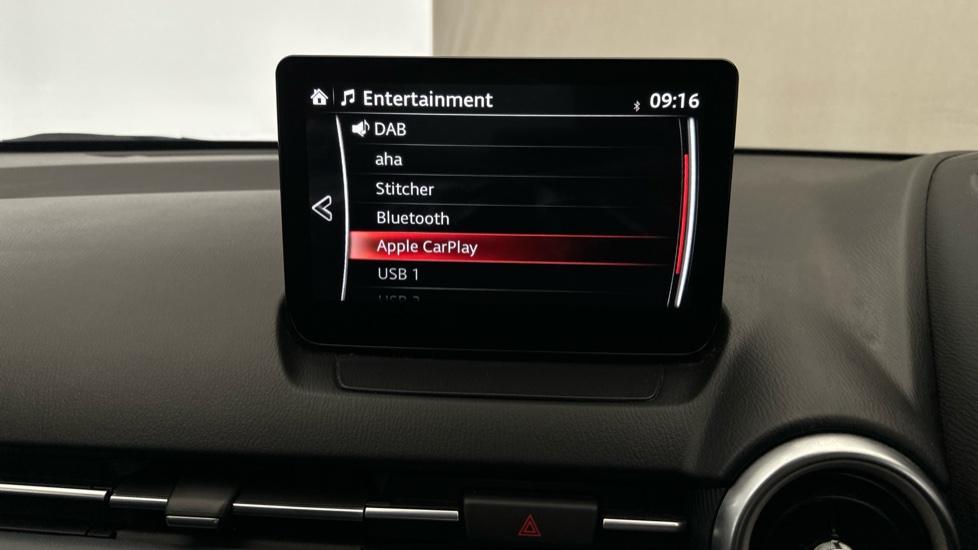 Entertainment 09:16
DAB
aha
Stitcher
Bluetooth
Apple CarPlay
USB 1